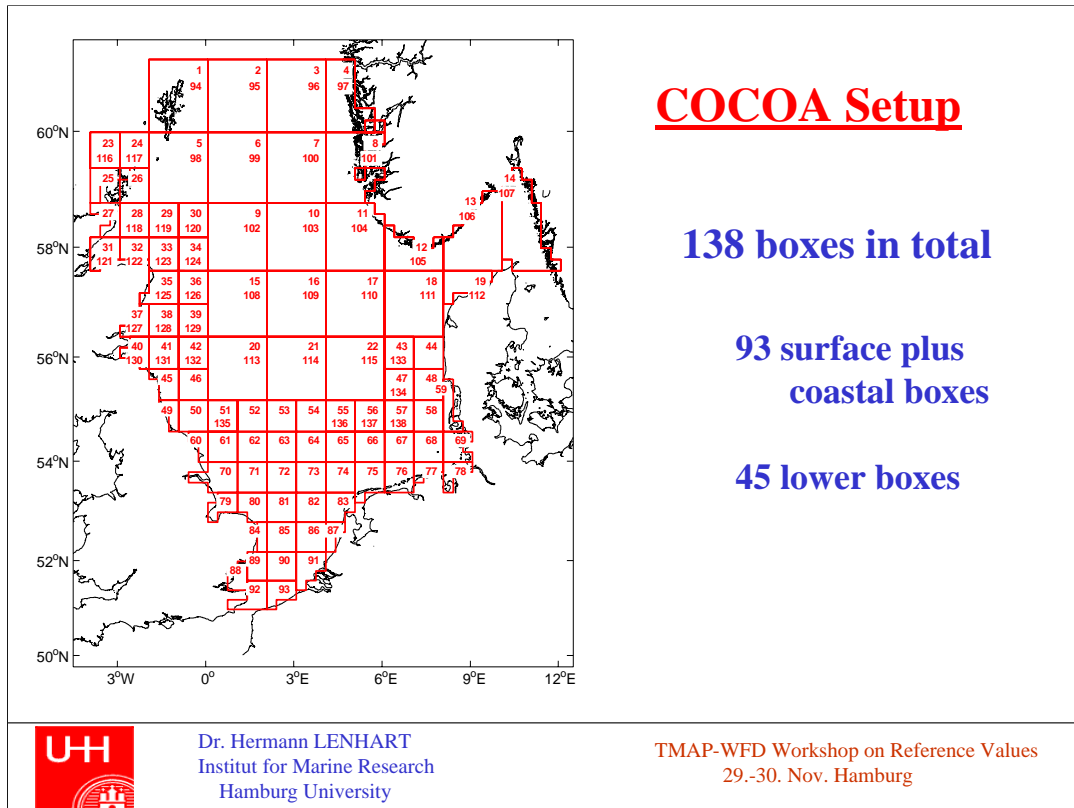 COCOA Setup
138 boxes in total
93 surface plus
coastal boxes
45 lower boxes
60°N
58°N
56°N
54°N
52°N
50°N
3°W
0°
3°E
6°E
9°E
12°E
1 2 3 4
94 95 96 97
23 24 5 6 7 8
116 117 98 99 100 101
25 26 14
107
13
106
27 28 29 30 9 10 11
118 119 120 102 103 104
31 32 33 34 12
121 122 123 124 105
35 36 15 16 17 18 19
125 126 108 109 110 111 112
37 38 39
127 128 129
40 41 42 20 21 22 43 44
130 131 132 113 114 115 133
45 46 47 48
134 59
49 50 51 52 53 54 55 56 57 58
135 136 137 138
60 61 62 63 64 65 66 67 68 69
70 71 72 73 74 75 76 77 78
79 80 81 82 83
84 85 86 87
89 90 91
88
92 93
UH
Dr. Hermann LENHART
Institut for Marine Research
Hamburg University
TMAP-WFD Workshop on Reference Values
29.-30. Nov. Hamburg